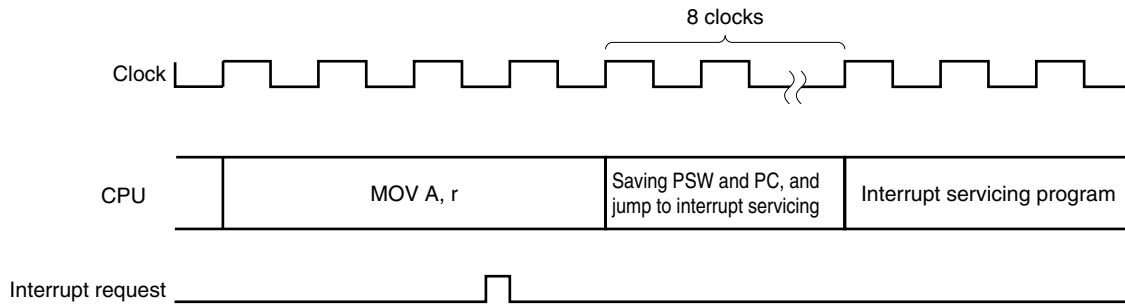 8 clocks
Clock
CPU
MOV A, r
Saving PSW and PC, and
jump to interrupt servicing
Interrupt servicing program
Interrupt request